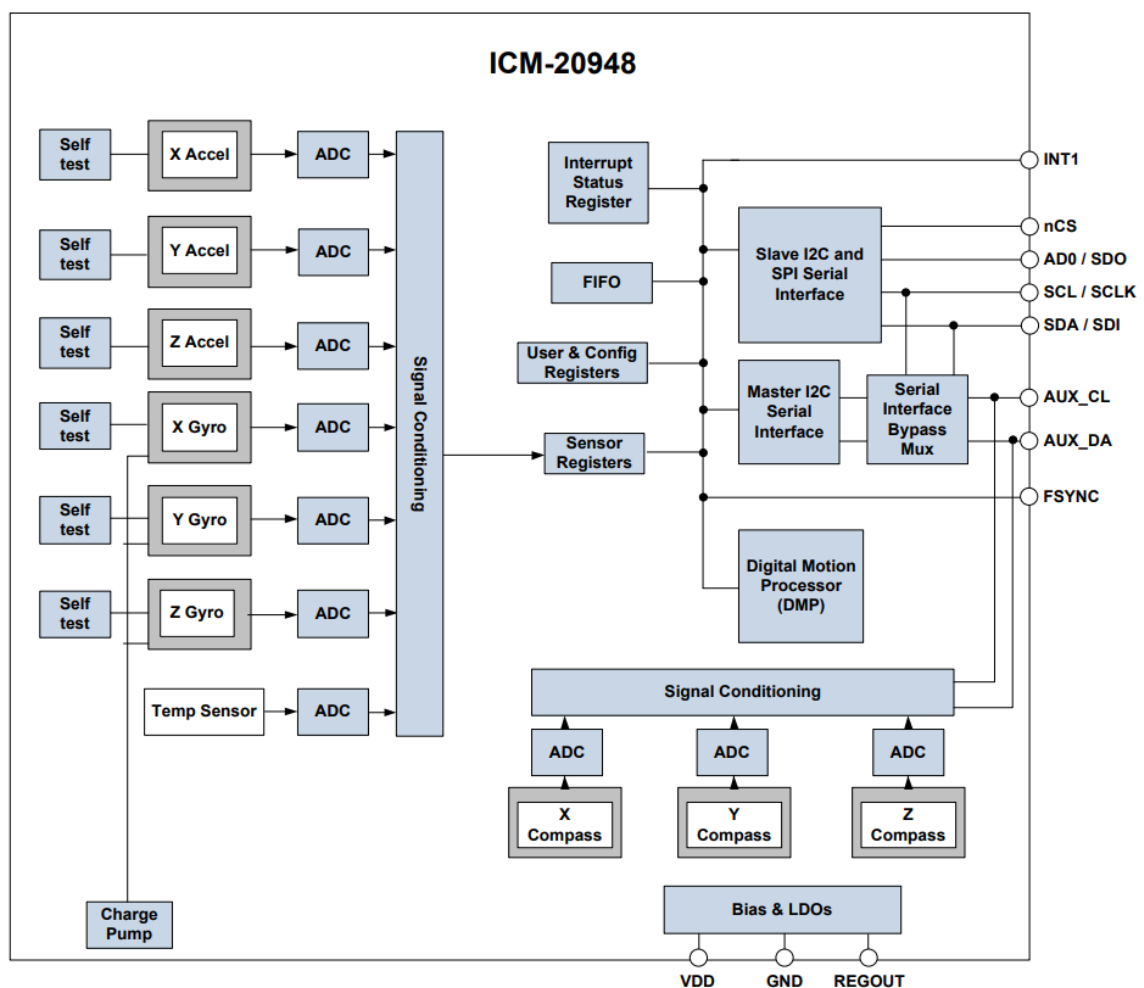 ICM-20948
Self
test
X Accel
ADC
Self
test
Y Accel
ADC
Self
test
Z Accel
ADC
Self
test
X Gyro
ADC
Self
test
Y Gyro
ADC
Self
test
Z Gyro
ADC
Temp Sensor
ADC
Signal Conditioning
Charge
Pump
Interrupt
Status
Register
FIFO
User & Config
Registers
Sensor
Registers
Slave I2C and
SPI Serial
Interface
Master I2C
Serial
Interface
Serial
Interface
Bypass
Mux
Digital Motion
Processor
(DMP)
INT1
nCS
AD0 / SDO
SCL / SCLK
SDA / SDI
AUX_CL
AUX_DA
FSYNC
Signal Conditioning
ADC
ADC
ADC
X
Compass
Y
Compass
Z
Compass
Bias & LDOs
VDD
GND
REGOUT